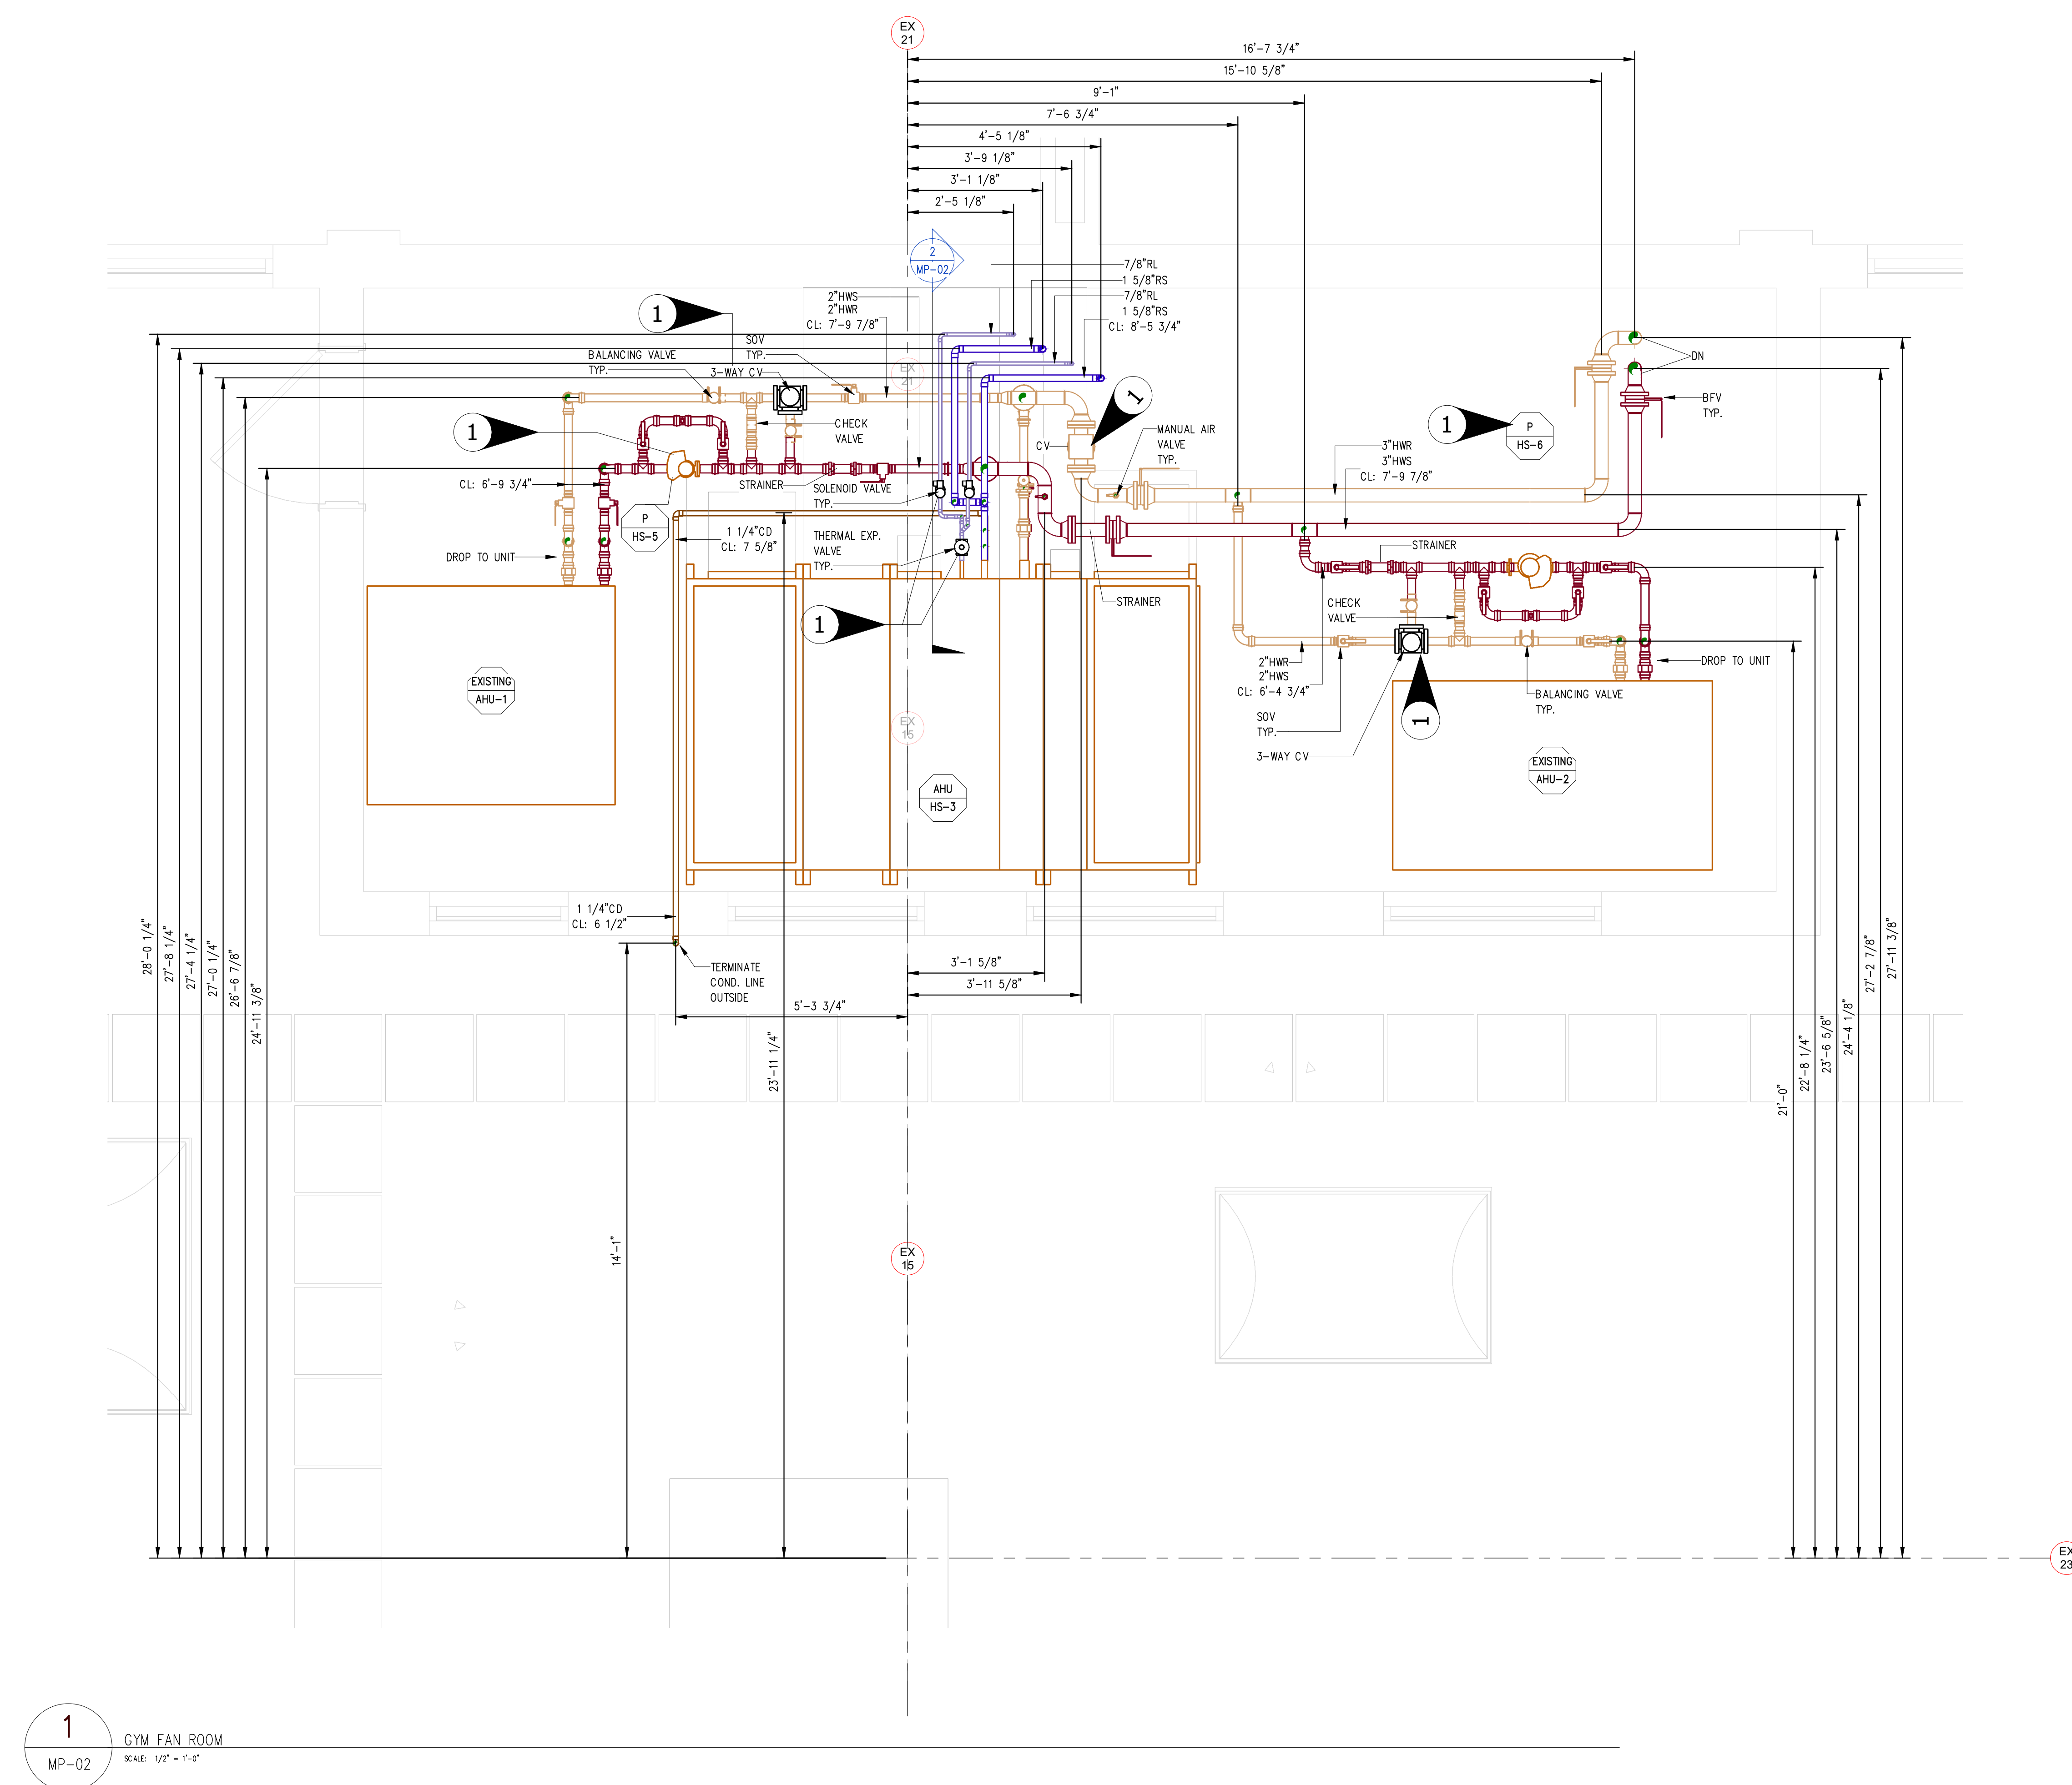 EX
21
16'-7 3/4"
15'-10 5/8"
9'-1"
7'-6 3/4"
4'-5 1/8"
3'-9 1/8"
3'-1 1/8"
2'-5 1/8"
2
MP-02
7/8"RL
1 5/8"RS
7/8"RL
1 5/8"RS
CL: 8'-5 3/4"
2"HWS
2"HWR
CL: 7'-9 7/8"
1
SOV
TYP.
BALANCING VALVE
TYP.
3-WAY CV
EX
21
DN
1
BFV
TYP.
1
P
HS-6
1
CHECK
VALVE
CV
MANUAL AIR
VALVE
TYP.
3"HWR
3"HWS
CL: 7'-9 7/8"
CL: 6'-9 3/4"
STRAINER
SOLENOID VALVE
TYP.
P
HS-5
1 1/4"CD
CL: 7 5/8"
THERMAL EXP.
VALVE
TYP.
DROP TO UNIT
STRAINER
STRAINER
CHECK
VALVE
1
2"HWR
2"HWS
CL: 6'-4 3/4"
DROP TO UNIT
BALANCING VALVE
TYP.
SOV
TYP.
3-WAY CV
1
EXISTING
AHU-1
EX
15
AHU
HS-3
EXISTING
AHU-2
1 1/4"CD
CL: 6 1/2"
TERMINATE
COND. LINE
OUTSIDE
3'-1 5/8"
3'-11 5/8"
5'-3 3/4"
28'-0 1/4"
27'-8 1/4"
27'-4 1/4"
27'-0 1/4"
26'-6 7/8"
24'-11 3/8"
14'-1"
23'-11 1/4"
21'-0"
22'-8 1/4"
23'-6 5/8"
24'-4 1/8"
27'-2 7/8"
27'-11 3/8"
EX
15
EX
23
1
MP-02
GYM FAN ROOM
SCALE: 1/2" = 1'-0"